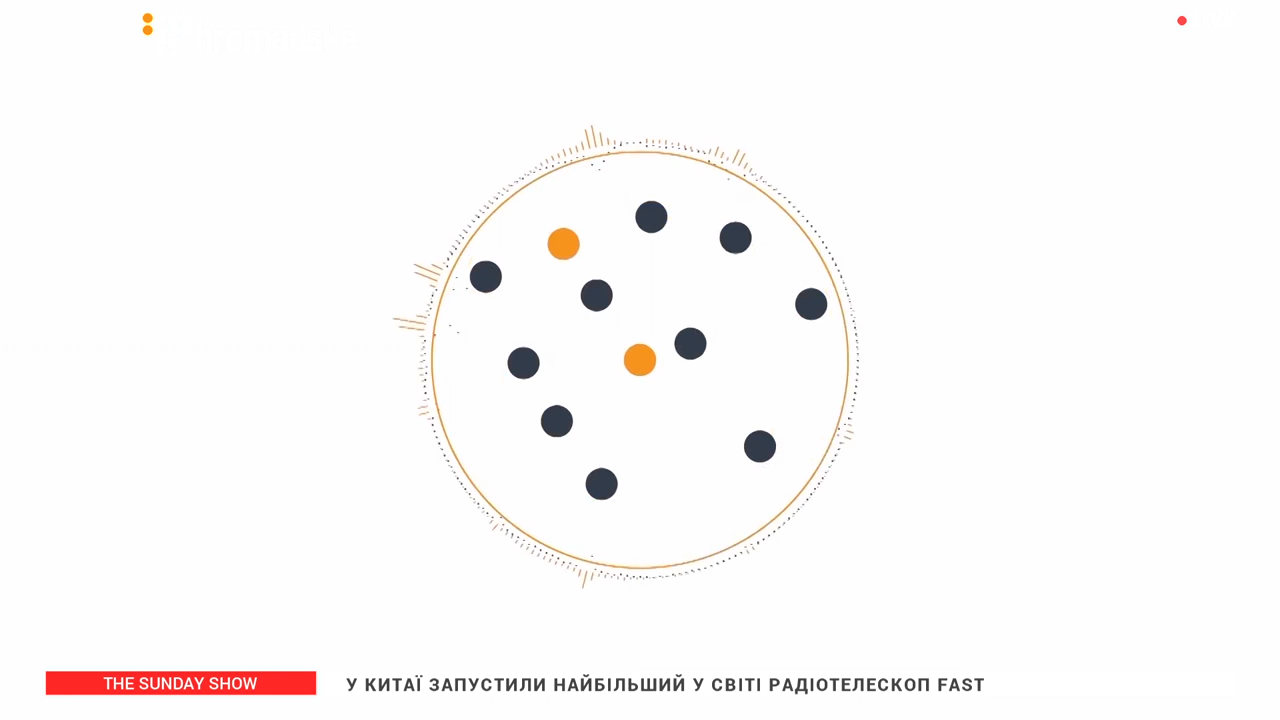 THE SUNDAY SHOW
У КИТАЇ ЗАПУСТИЛИ НАЙБІЛЬШИЙ У СВІТІ РАДІОТЕЛЕСКОП FAST